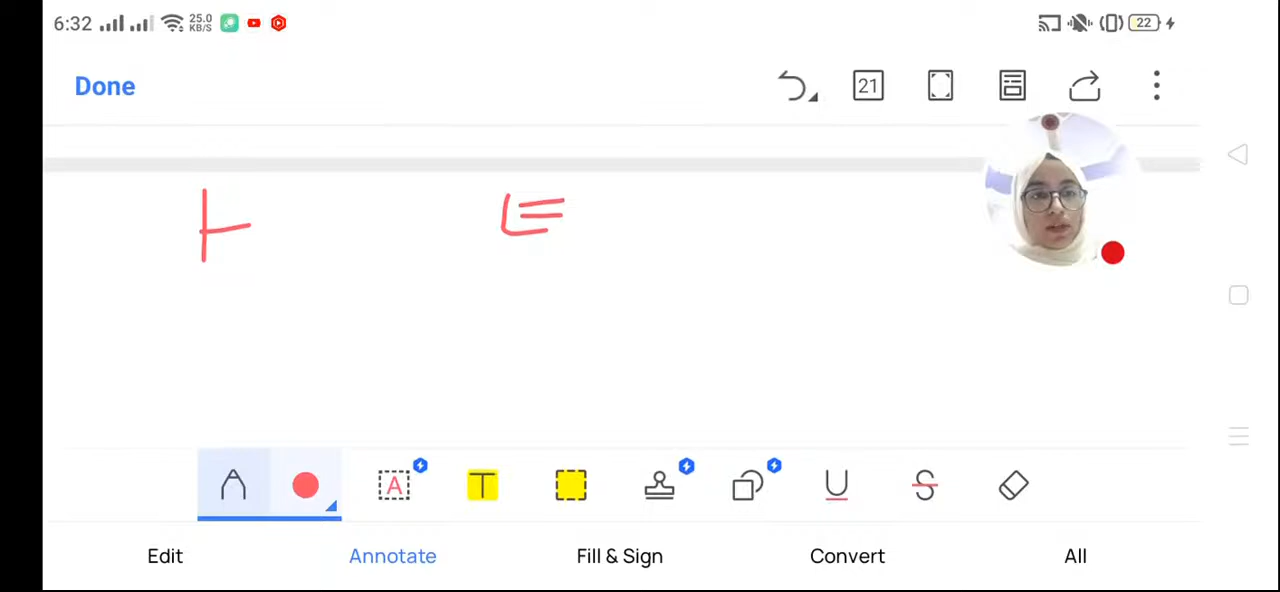 6:32 25.0 KB/S 22
Done 21
E
A T U S
Edit Annotate Fill & Sign Convert All